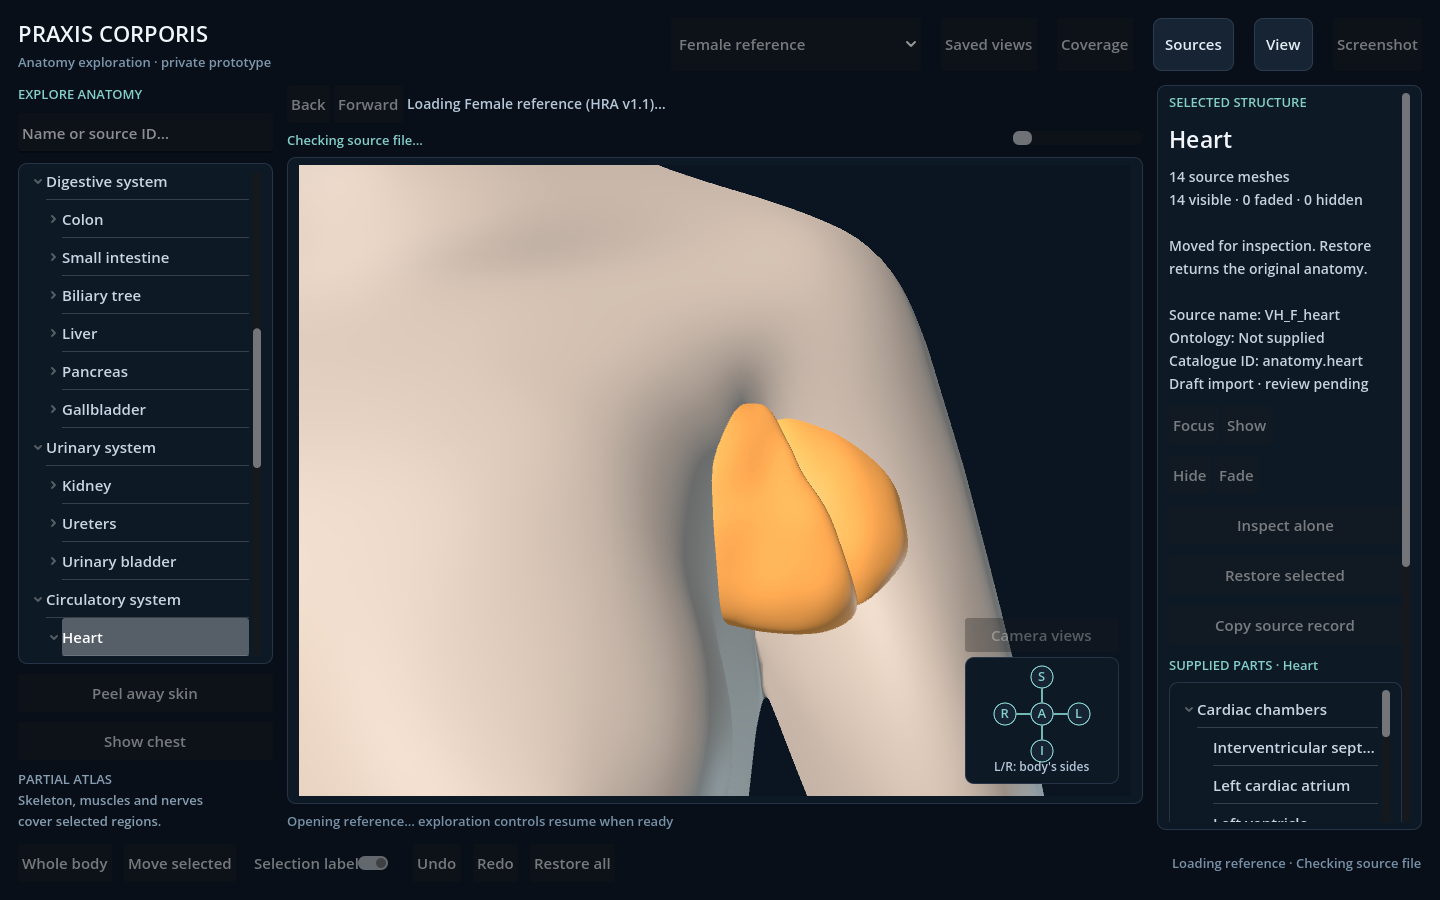 PRAXIS CORPORIS
Anatomy exploration · private prototype
Female reference
Saved views
Coverage
Sources
View
Screenshot
EXPLORE ANATOMY
Name or source ID...
Digestive system
Colon
Small intestine
Biliary tree
Liver
Pancreas
Gallbladder
Urinary system
Kidney
Ureters
Urinary bladder
Circulatory system
Heart
Peel away skin
Show chest
PARTIAL ATLAS
Skeleton, muscles and nerves
cover selected regions.
Back
Forward
Loading Female reference (HRA v1.1)...
Checking source file...
Camera views
S
R
A
L
I
L/R: body's sides
Opening reference... exploration controls resume when ready
SELECTED STRUCTURE
Heart
14 source meshes
14 visible · 0 faded · 0 hidden
Moved for inspection. Restore
returns the original anatomy.
Source name: VH_F_heart
Ontology: Not supplied
Catalogue ID: anatomy.heart
Draft import · review pending
Focus
Show
Hide
Fade
Inspect alone
Restore selected
Copy source record
SUPPLIED PARTS · Heart
Cardiac chambers
Interventricular sept...
Left cardiac atrium
Left ventricle
Whole body
Move selected
Selection label
Undo
Redo
Restore all
Loading reference · Checking source file